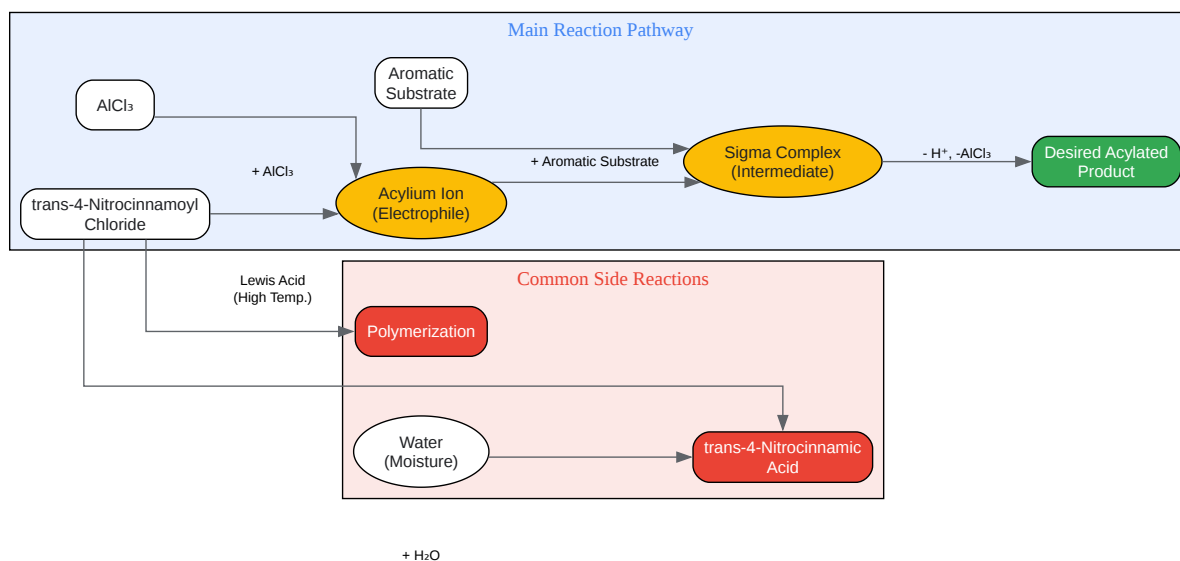 Main Reaction Pathway
AlCl₃
Aromatic
Substrate
+ AlCl₃
trans-4-Nitrocinnamoyl
Chloride
Acylium Ion
(Electrophile)
+ Aromatic Substrate
Sigma Complex
(Intermediate)
- H⁺, -AlCl₃
Desired Acylated
Product
Lewis Acid
(High Temp.)
Common Side Reactions
Polymerization
Water
(Moisture)
trans-4-Nitrocinnamic
Acid
+ H₂O